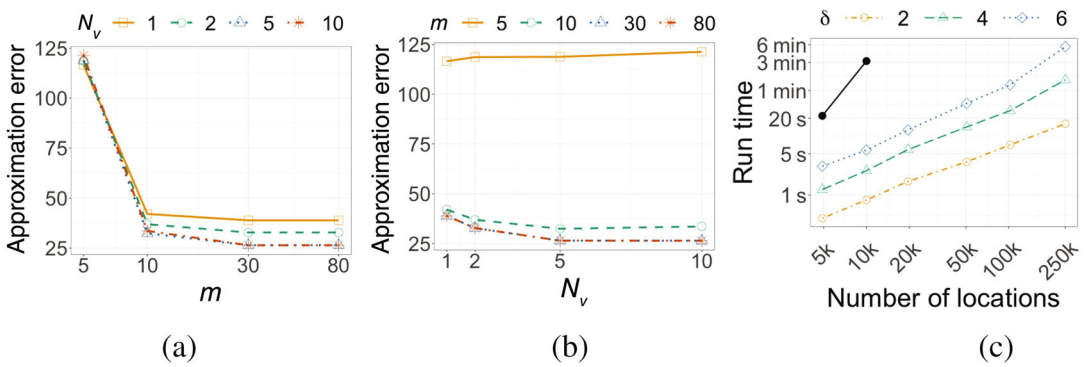 N_v 1 2 5 10
Approximation error
125
100
75
50
25
5 10 30 80
m
(a)
m 5 10 30 80
Approximation error
125
100
75
50
25
1 2 5 10
N_v
(b)
δ 2 4 6
Run time
6 min
3 min
1 min
20 s
5 s
1 s
5k 10k 20k 50k 100k 250k
Number of locations
(c)